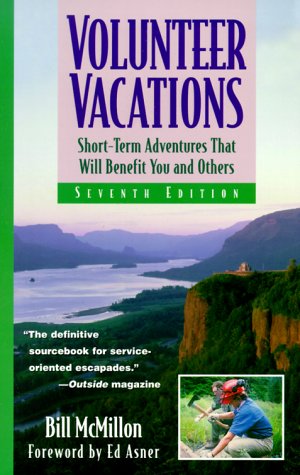 VOLUNTEER
VACATIONS
Short-Term Adventures That
Will Benefit You and Others
SEVENTH EDITION
“The definitive
sourcebook for service-
oriented escapades.”
—Outside magazine
Bill McMillon
Foreword by Ed Asner